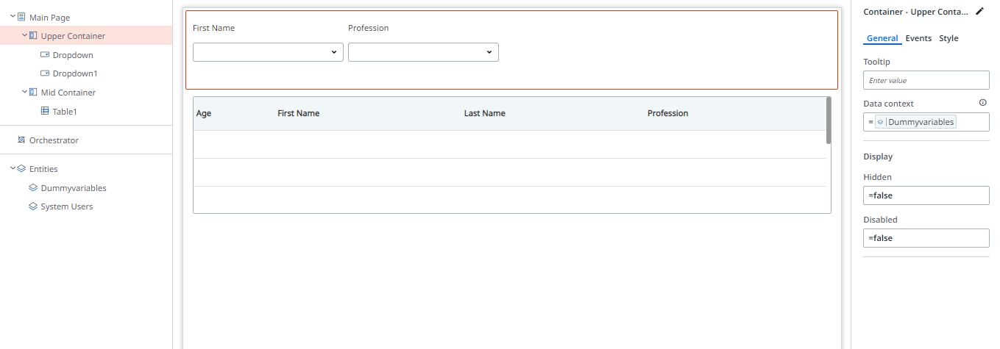 Main Page
Upper Container
Dropdown
Dropdown1
Mid Container
Table1
Orchestrator
Entities
Dummyvariables
System Users
First Name Profession
Age First Name Last Name Profession
Container - Upper Conta...
General Events Style
Tooltip
Enter value
Data context
= Dummyvariables
Display
Hidden
=false
Disabled
=false